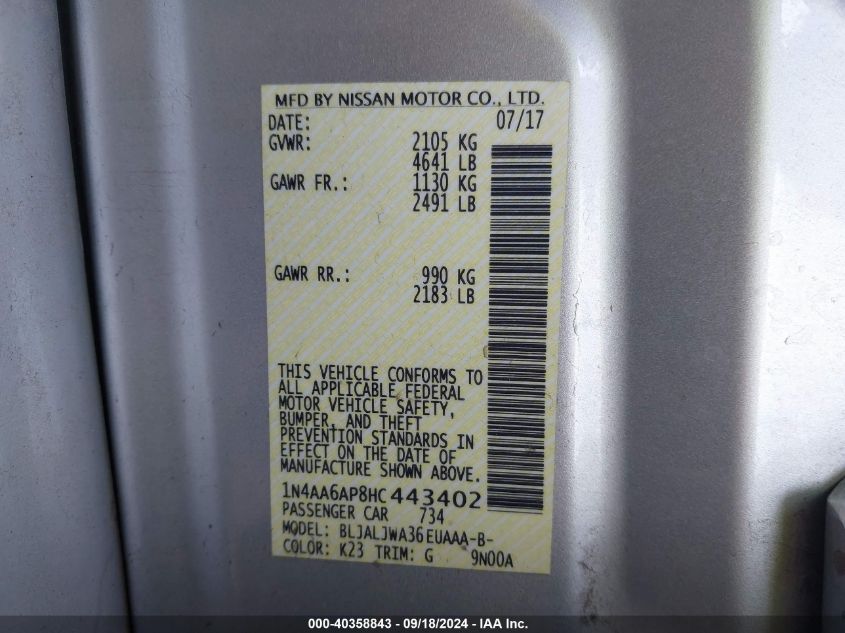 MFD BY NISSAN MOTOR CO., LTD.
DATE: 07/17
GVWR: 2105 KG
4641 LB
GAWR FR.: 1130 KG
2491 LB
GAWR RR.: 990 KG
2183 LB
THIS VEHICLE CONFORMS TO
ALL APPLICABLE FEDERAL
MOTOR VEHICLE SAFETY,
BUMPER, AND THEFT
PREVENTION STANDARDS IN
EFFECT ON THE DATE OF
MANUFACTURE SHOWN ABOVE.
1N4AA6AP8HC443402
PASSENGER CAR 734
MODEL: BLJALJWA36EUAAA-B-
COLOR: K23 TRIM: G 9N00A
000-40358843 - 09/18/2024 - IAA Inc.